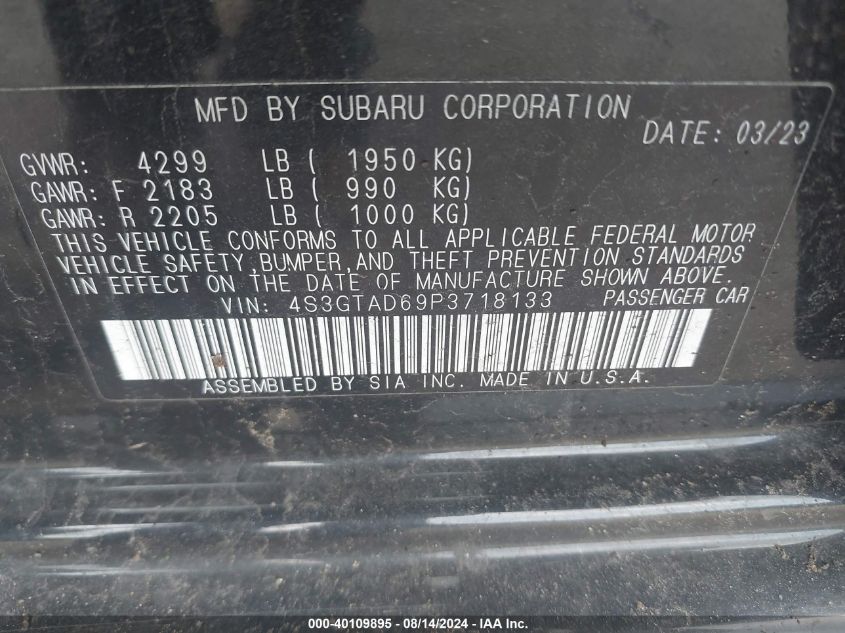 MFD BY SUBARU CORPORATION
DATE: 03/23
GVWR: 4299 LB ( 1950 KG)
GAWR: F 2183 LB ( 990 KG)
GAWR: R 2205 LB ( 1000 KG)
THIS VEHICLE CONFORMS TO ALL APPLICABLE FEDERAL MOTOR
VEHICLE SAFETY,BUMPER,AND THEFT PREVENTION STANDARDS
IN EFFECT ON THE DATE OF MANUFACTURE SHOWN ABOVE.
VIN: 4S3GTAD69P3718133 PASSENGER CAR
ASSEMBLED BY SIA INC. MADE IN U.S.A.
000-40109895 - 08/14/2024 - IAA Inc.